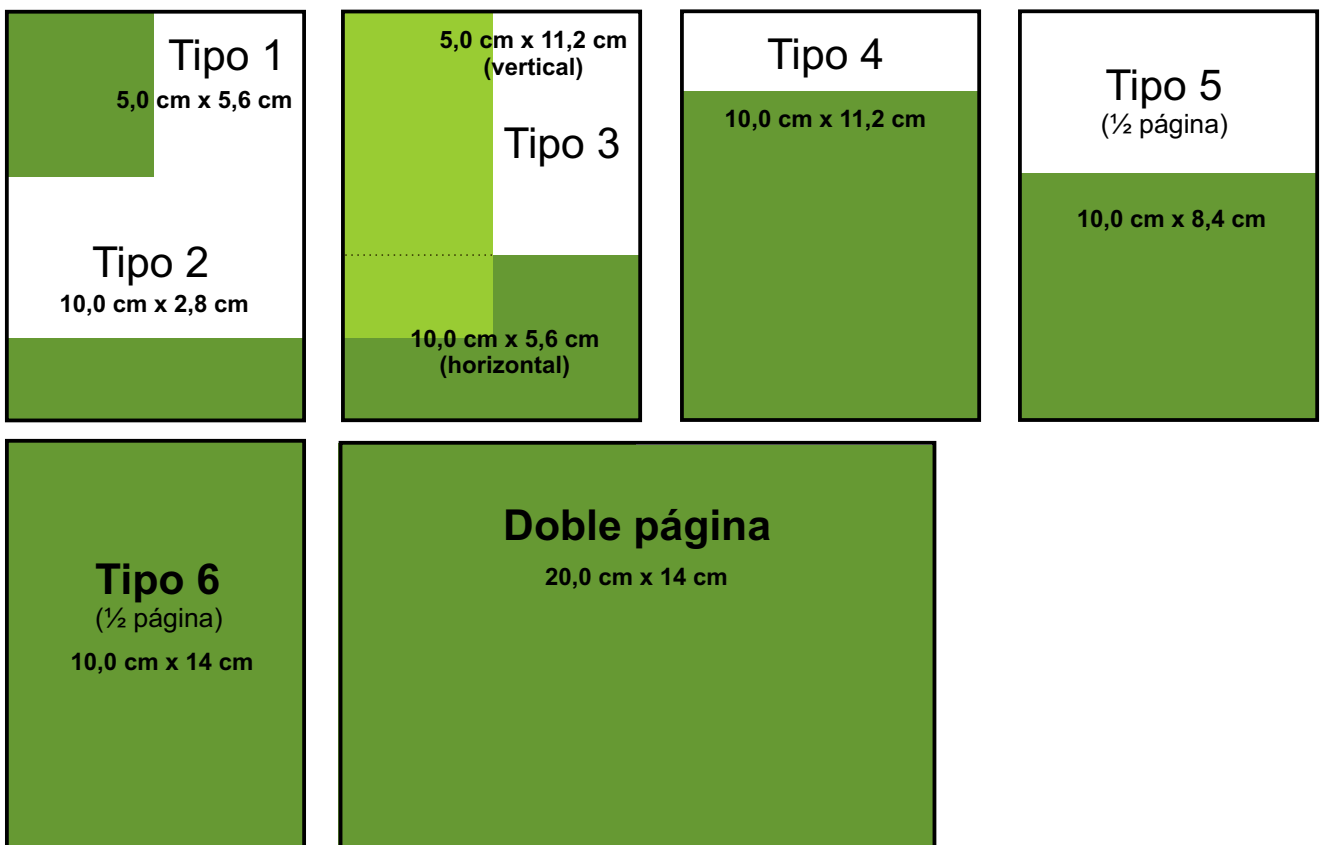 Tipo 1
5,0 cm x 5,6 cm
Tipo 2
10,0 cm x 2,8 cm
5,0 cm x 11,2 cm
(vertical)
Tipo 3
10,0 cm x 5,6 cm
(horizontal)
Tipo 4
10,0 cm x 11,2 cm
Tipo 5
(½ página)
10,0 cm x 8,4 cm
Tipo 6
(½ página)
10,0 cm x 14 cm
Doble página
20,0 cm x 14 cm